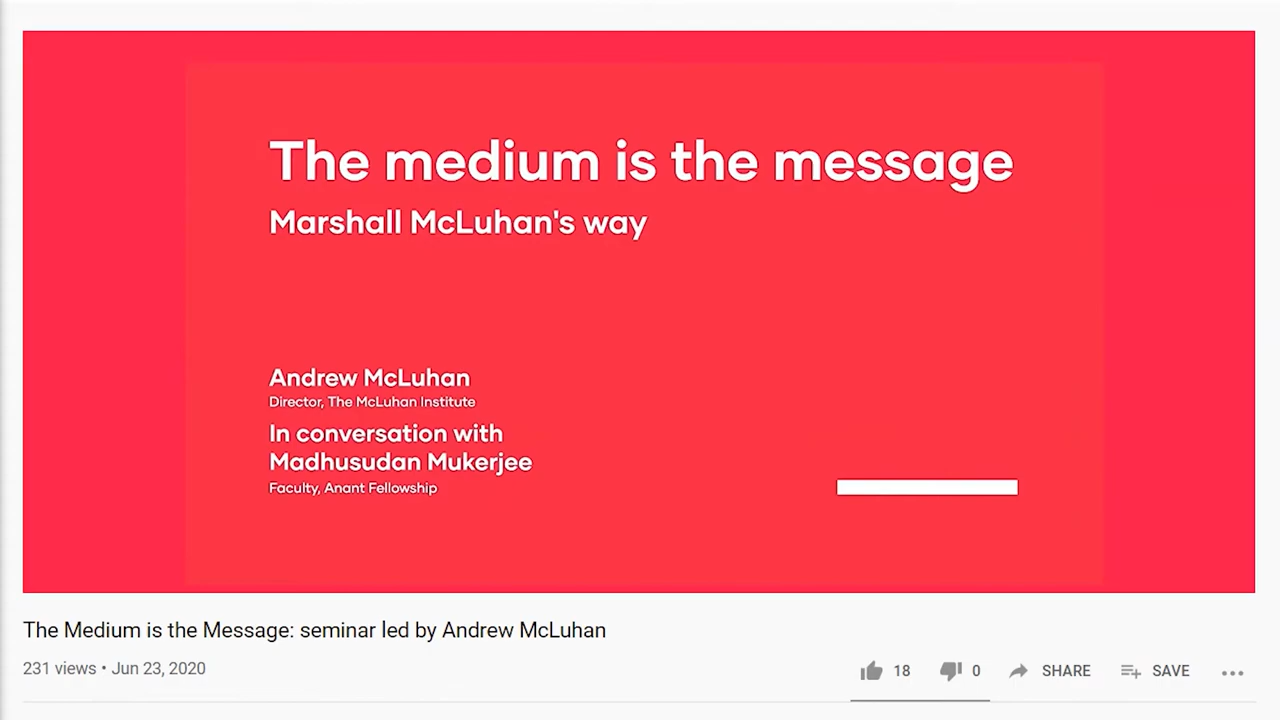 The medium is the message
Marshall McLuhan's way
Andrew McLuhan
Director, The McLuhan Institute
In conversation with
Madhusudan Mukerjee
Faculty, Anant Fellowship
The Medium is the Message: seminar led by Andrew McLuhan
231 views • Jun 23, 2020
18 0 SHARE SAVE